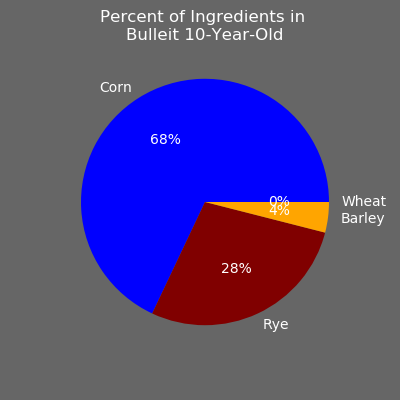 Percent of Ingredients in
Bulleit 10-Year-Old
Corn
68%
0%
Wheat
4%
Barley
28%
Rye